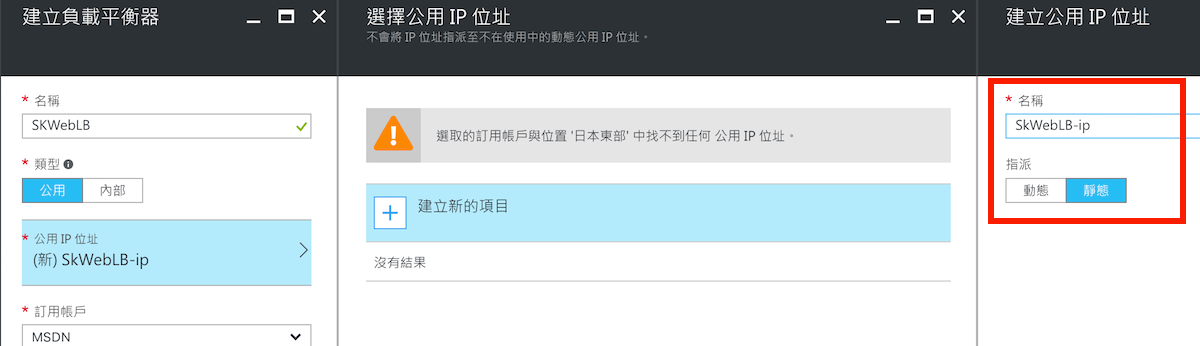 建立負載平衡器
* 名稱
SKWebLB
* 類型
公用 內部
* 公用 IP 位址
(新) SkWebLB-ip
* 訂用帳戶
MSDN
選擇公用 IP 位址
不會將 IP 位址指派至不在使用中的動態公用 IP 位址。
選取的訂用帳戶與位置 '日本東部' 中找不到任何 公用 IP 位址。
建立新的項目
沒有結果
建立公用 IP 位址
* 名稱
SkWebLB-ip
指派
動態 靜態